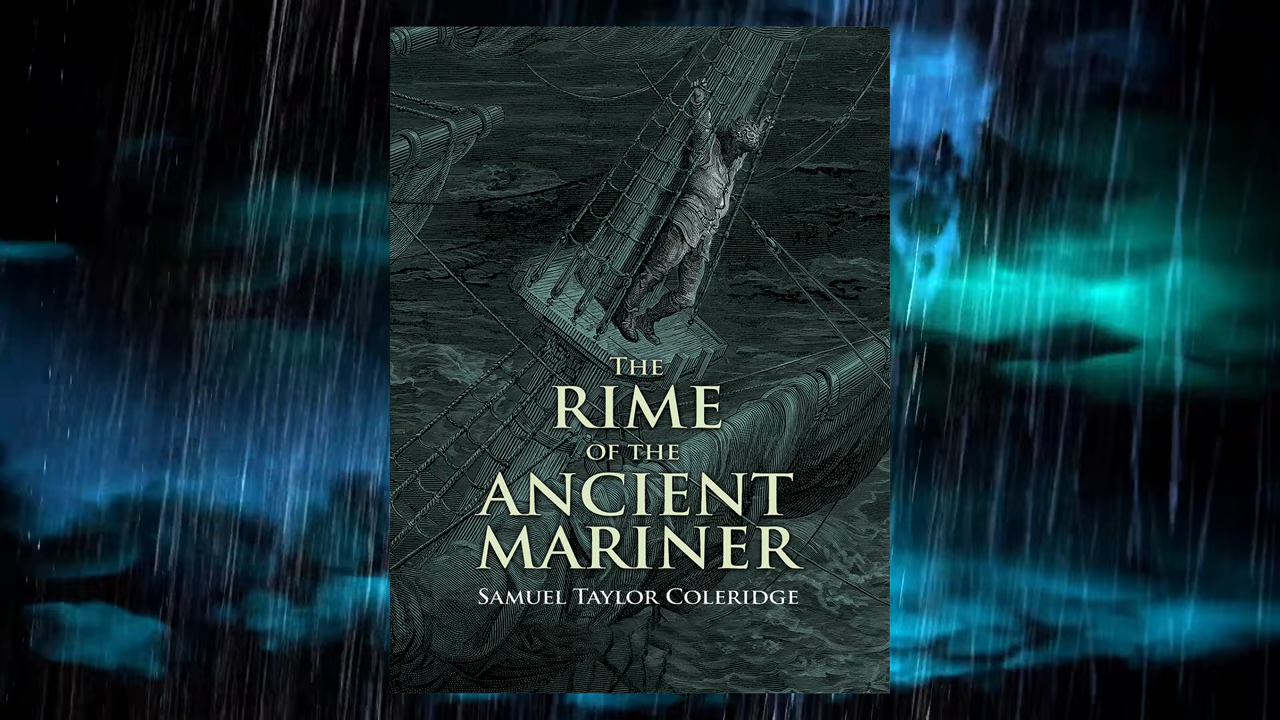 The
RIME
OF THE
ANCIENT
MARINER
SAMUEL TAYLOR COLERIDGE